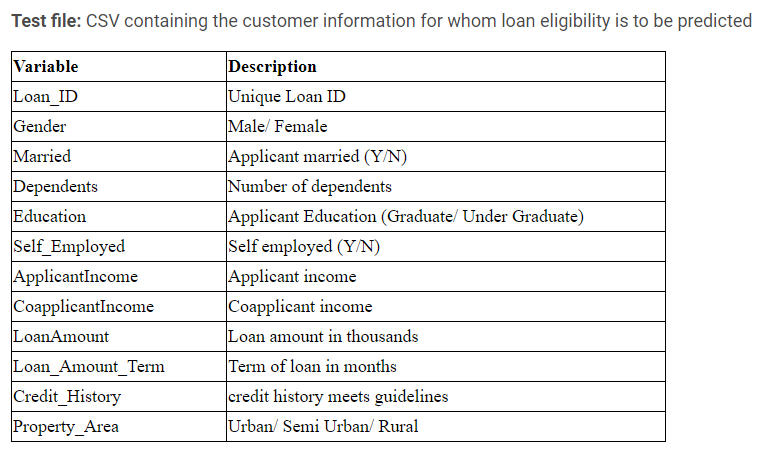 Test file: CSV containing the customer information for whom loan eligibility is to be predicted
Variable Description
Loan_ID Unique Loan ID
Gender Male/ Female
Married Applicant married (Y/N)
Dependents Number of dependents
Education Applicant Education (Graduate/ Under Graduate)
Self_Employed Self employed (Y/N)
ApplicantIncome Applicant income
CoapplicantIncome Coapplicant income
LoanAmount Loan amount in thousands
Loan_Amount_Term Term of loan in months
Credit_History credit history meets guidelines
Property_Area Urban/ Semi Urban/ Rural